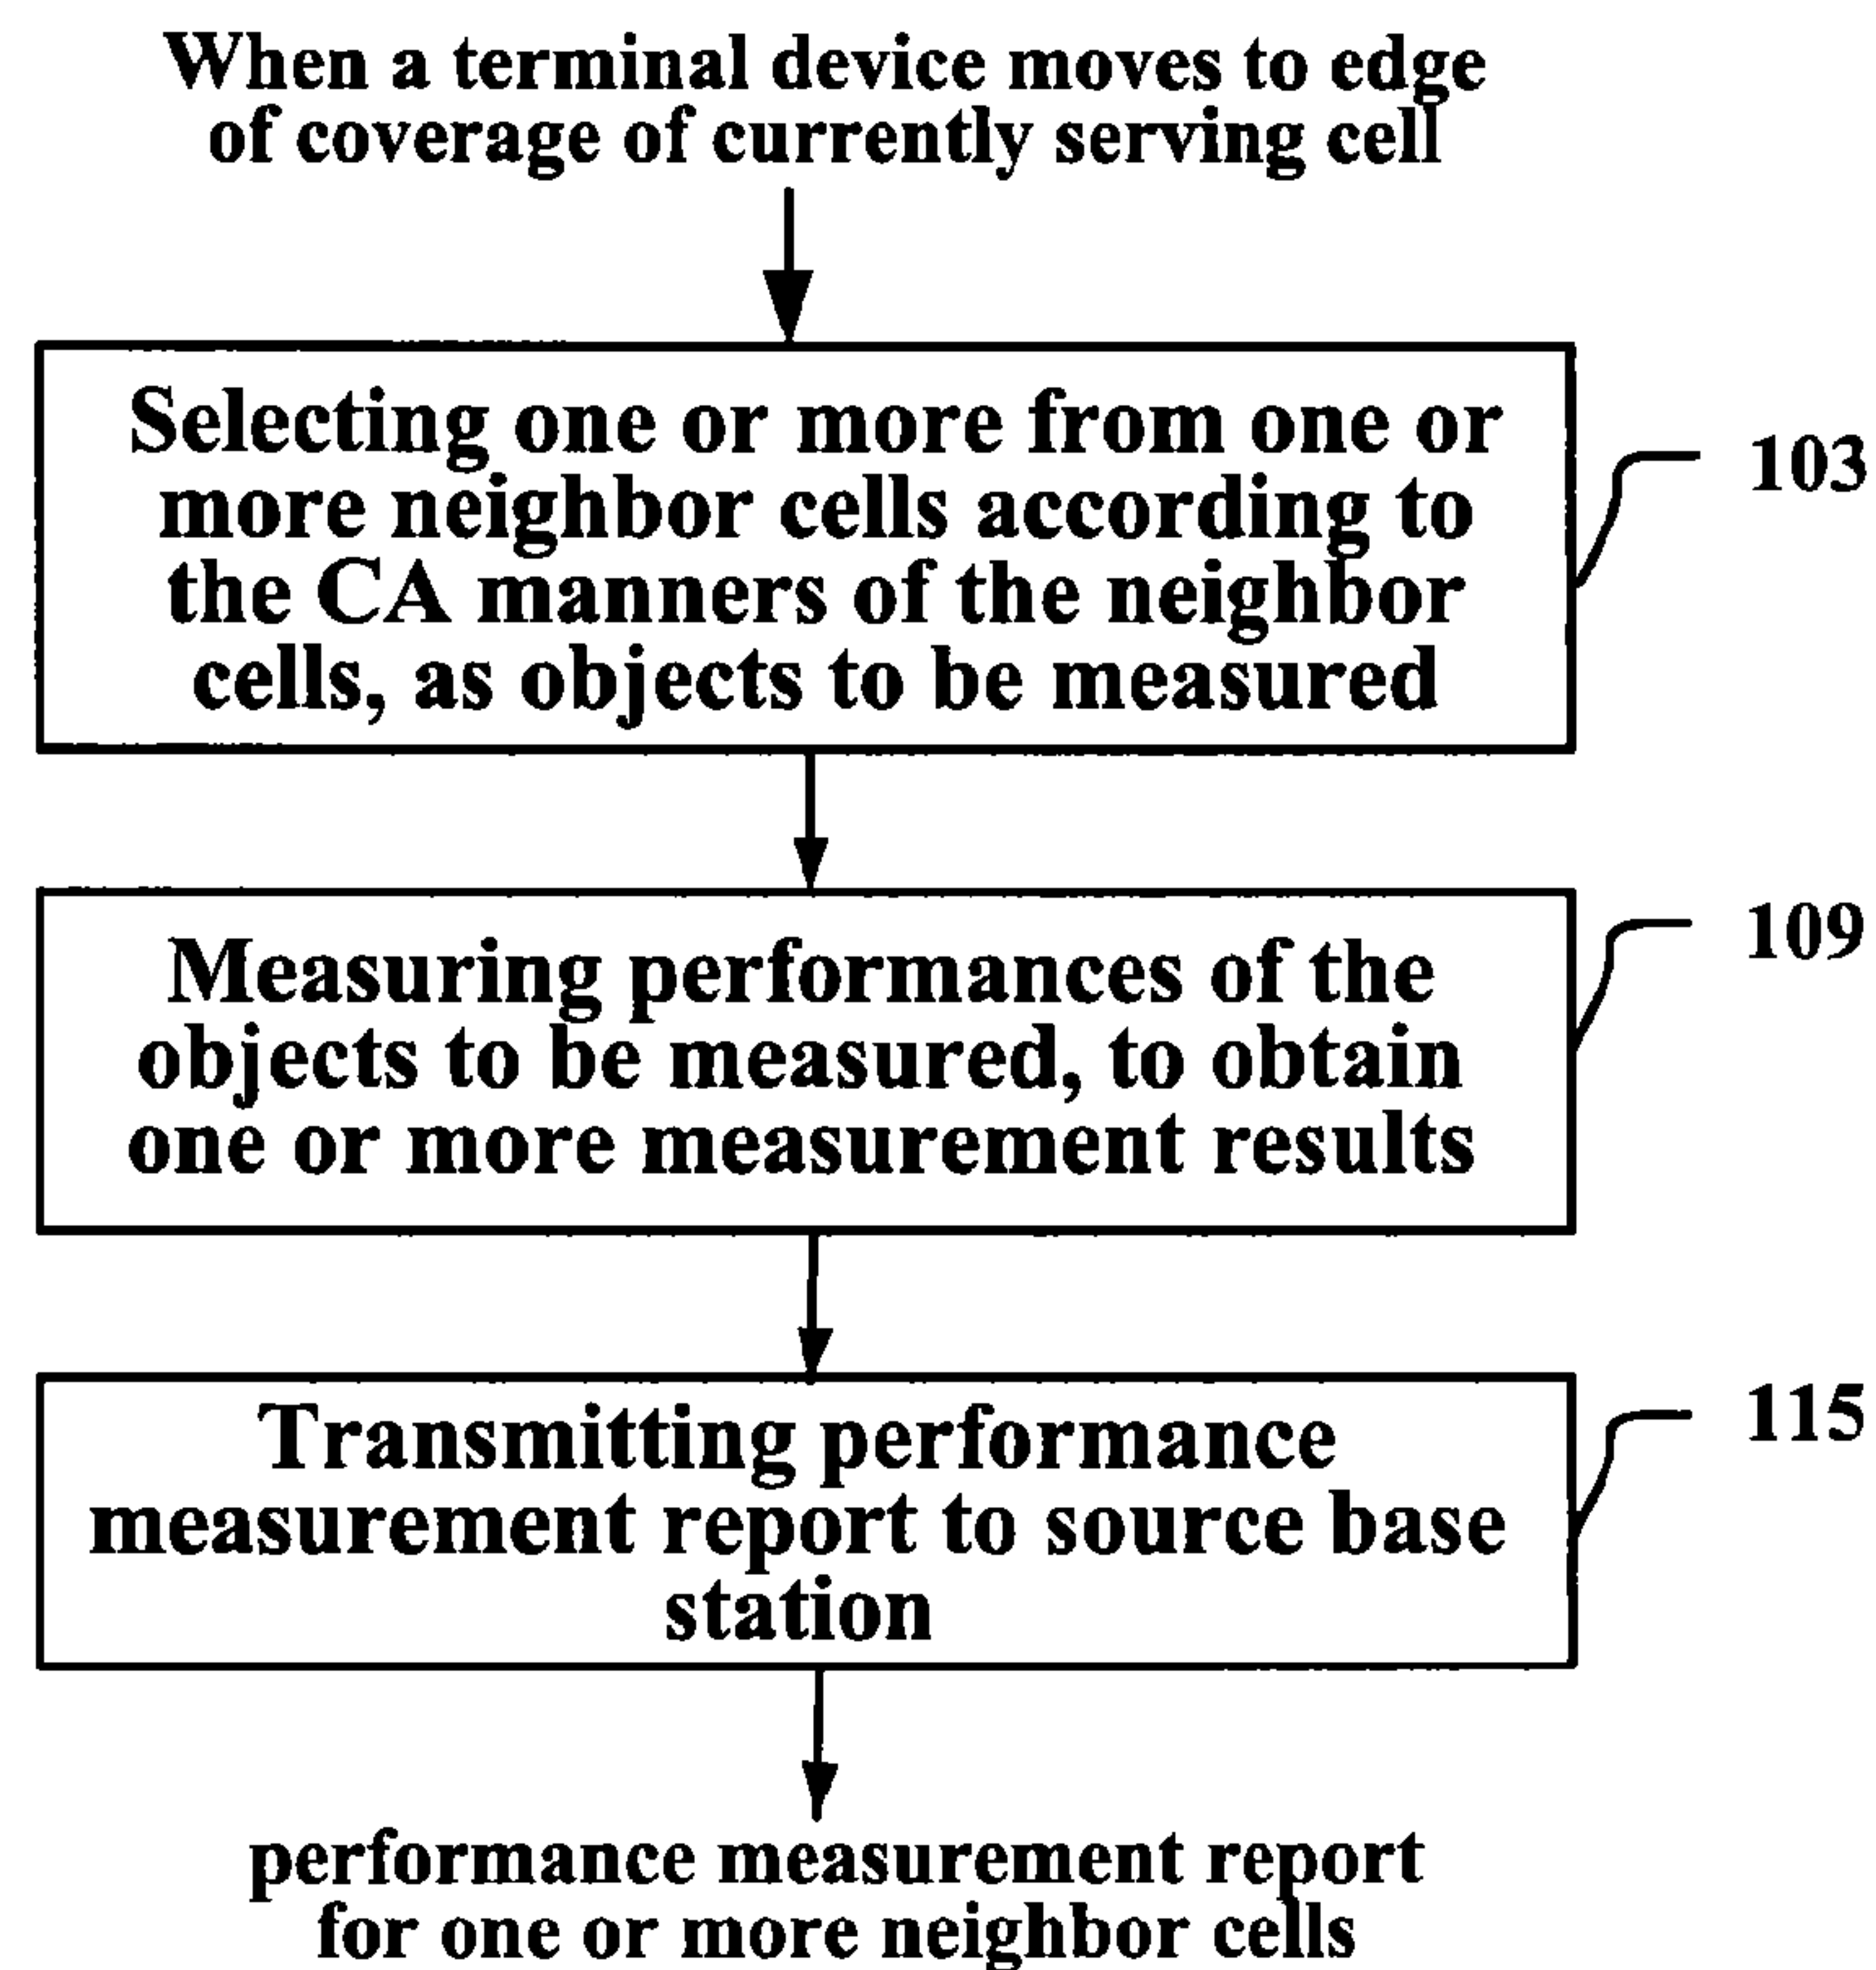 When a terminal device moves to edge
of coverage of currently serving cell
Selecting one or more from one or
more neighbor cells according to
the CA manners of the neighbor
cells, as objects to be measured
103
Measuring performances of the
objects to be measured, to obtain
one or more measurement results
109
Transmitting performance
measurement report to source base
station
115
performance measurement report
for one or more neighbor cells